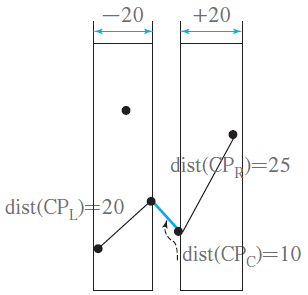 −20 +20
dist(CP_R)=25
dist(CP_L)=20
dist(CP_C)=10